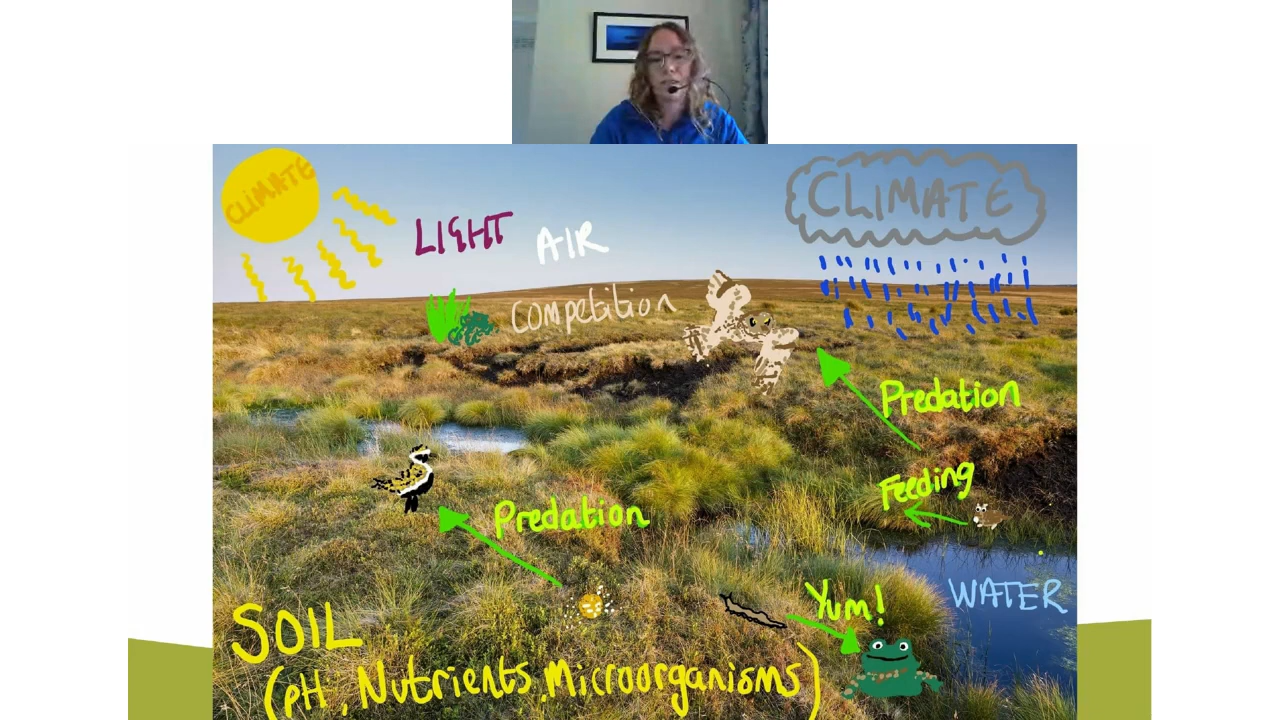 CLIMATE
CLIMATE
LIGHT
AIR
Competition
Predation
Feeding
Predation
Yum!
WATER
SOIL
(pH, Nutrients, Microorganisms)